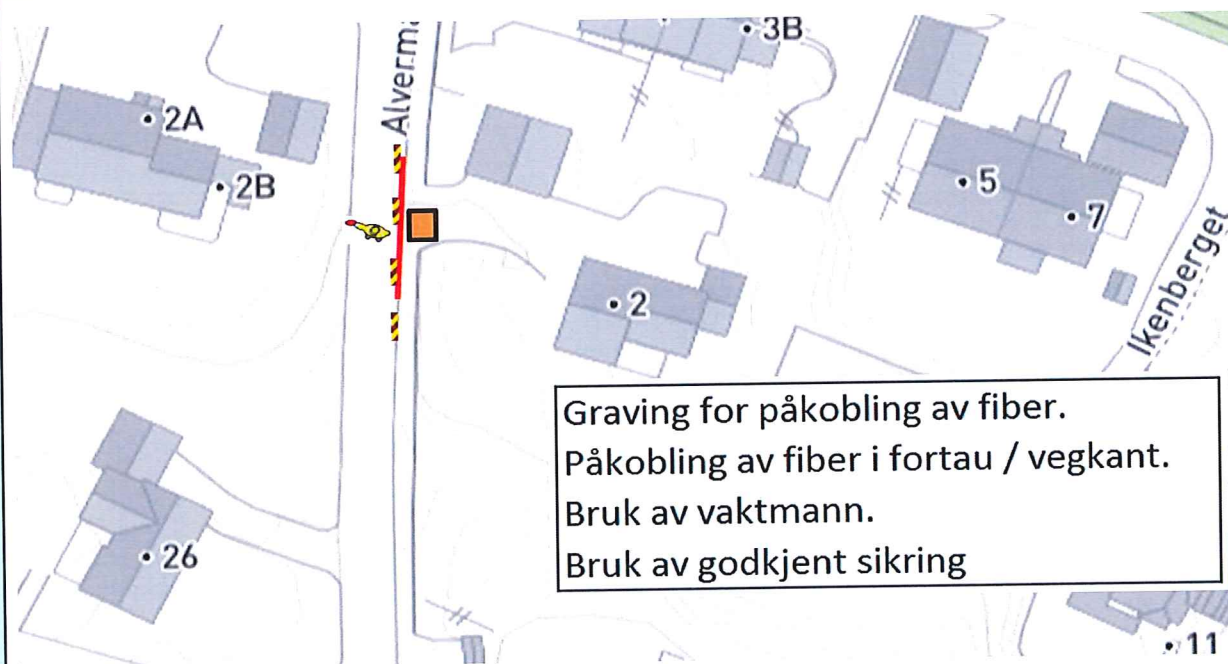 Alverma
3B
2A
2B
5
7
2
Ikenberget
Graving for påkobling av fiber.
Påkobling av fiber i fortau / vegkant.
Bruk av vaktmann.
Bruk av godkjent sikring
26
11